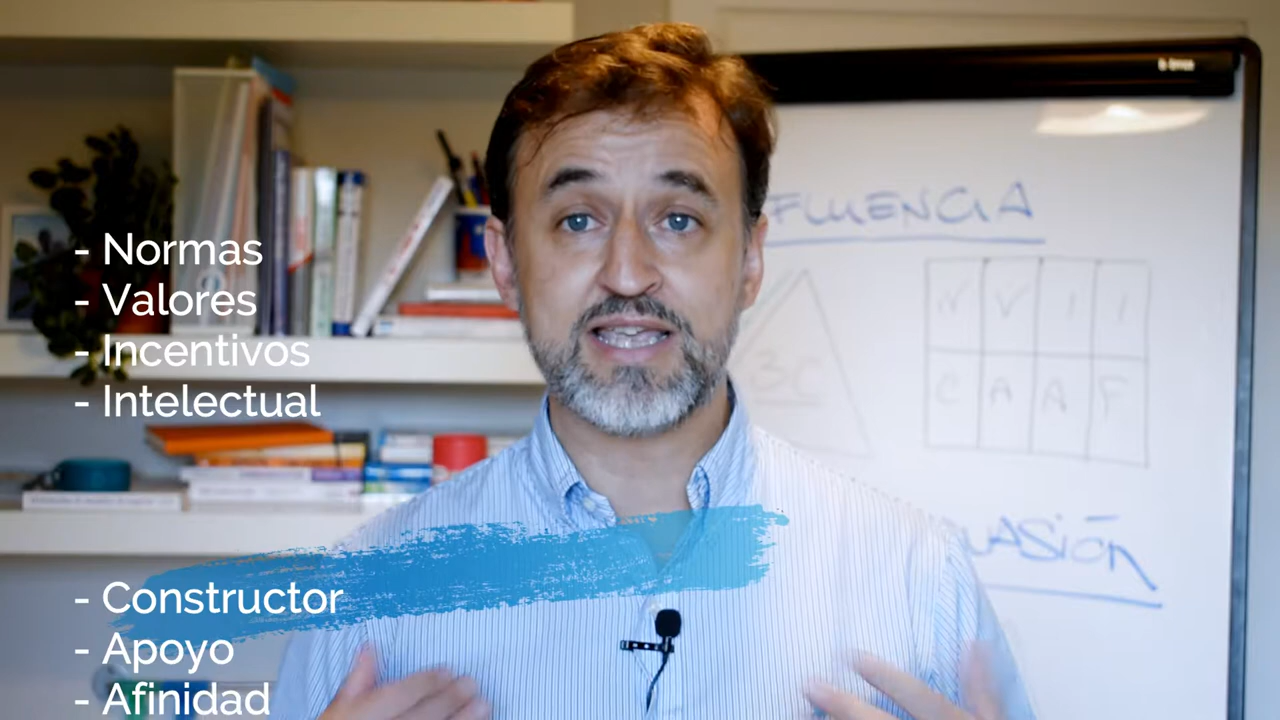 - Normas
- Valores
- Incentivos
- Intelectual
- Constructor
- Apoyo
- Afinidad
FLUENCIA
3C
N V I I
C A A F
UASIÓN